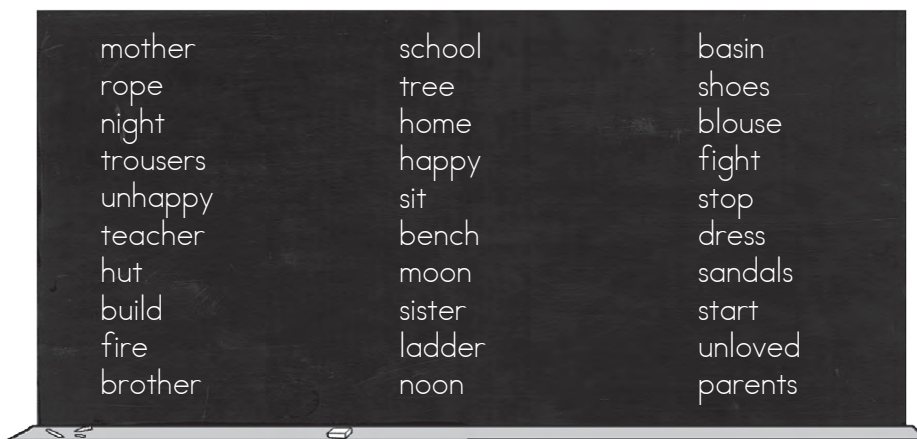 mother school basin
rope tree shoes
night home blouse
trousers happy fight
unhappy sit stop
teacher bench dress
hut moon sandals
build sister start
fire ladder unloved
brother noon parents